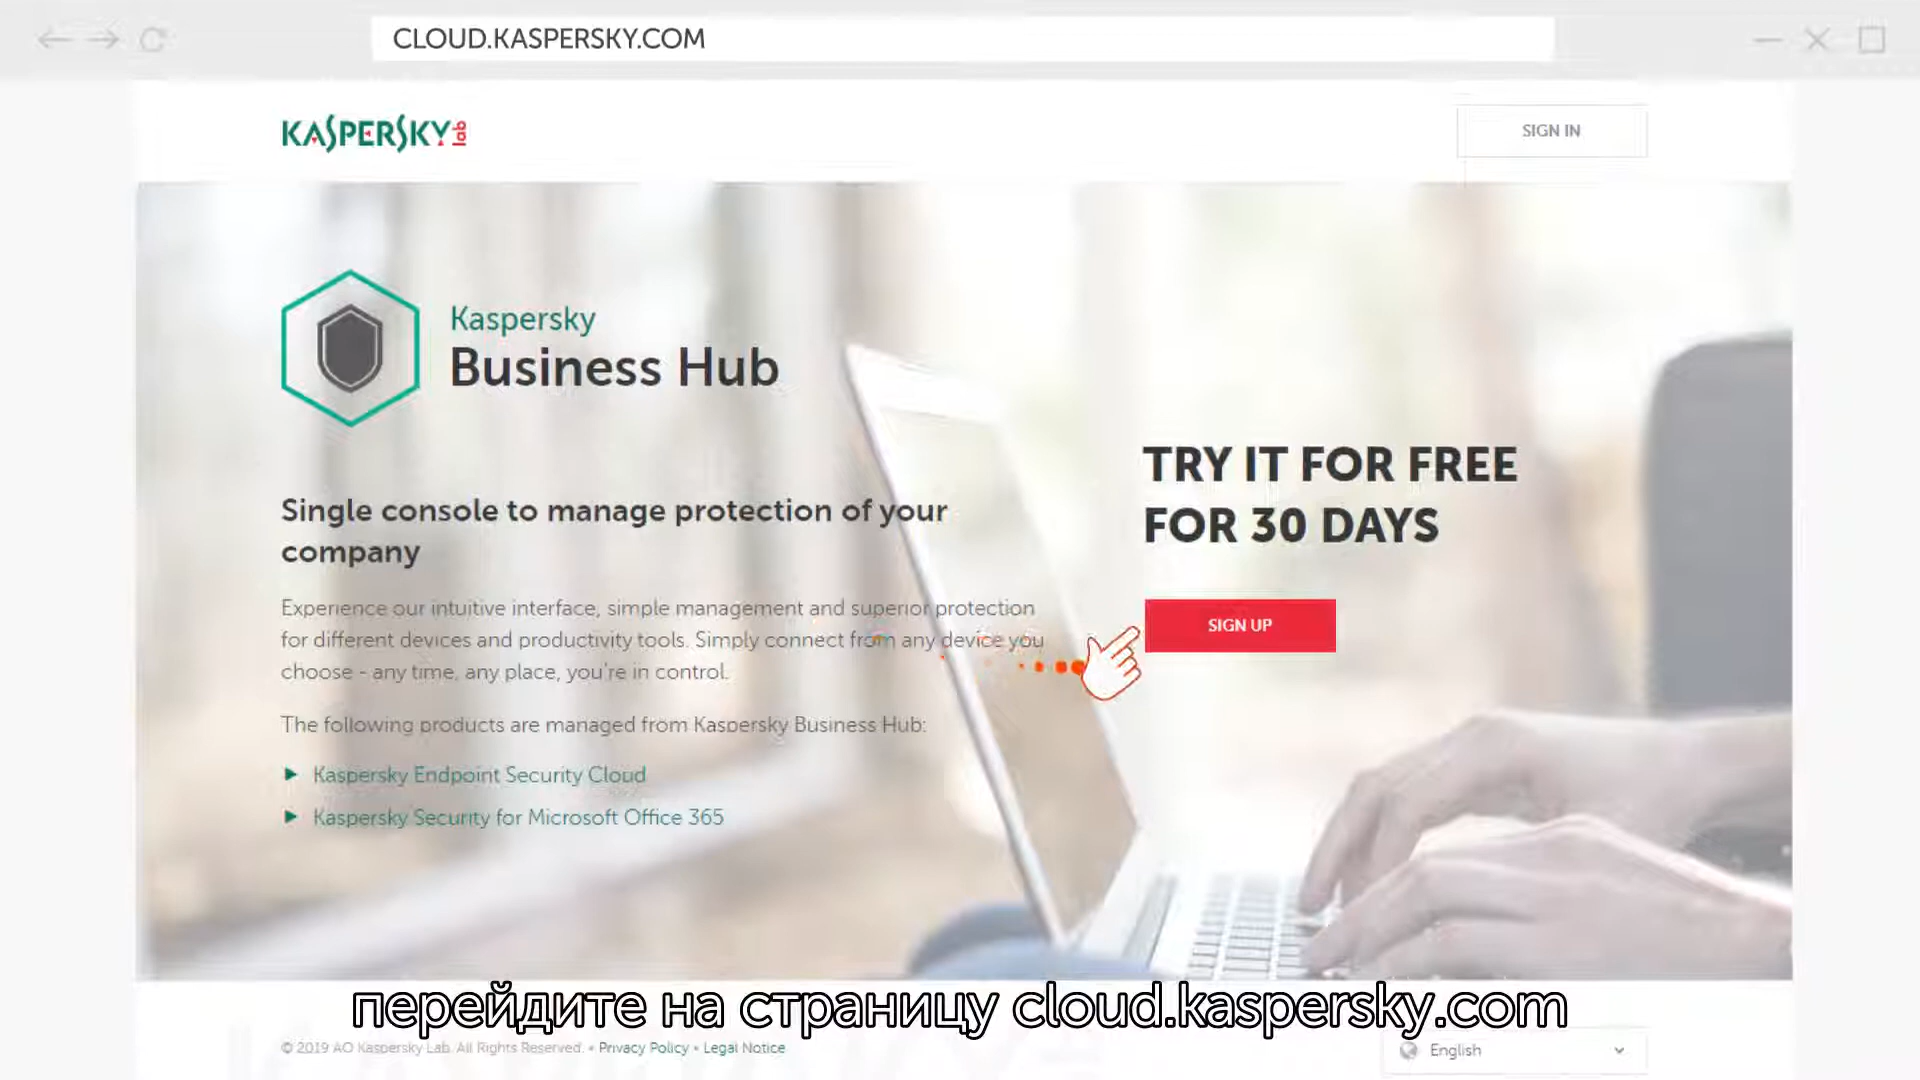 CLOUD.KASPERSKY.COM
KASPERSKY lab
SIGN IN
Kaspersky
Business Hub
Single console to manage protection of your
company
Experience our intuitive interface, simple management and superior protection
for different devices and productivity tools. Simply connect from any device you
choose - any time, any place, you're in control.
The following products are managed from Kaspersky Business Hub:
Kaspersky Endpoint Security Cloud
Kaspersky Security for Microsoft Office 365
TRY IT FOR FREE
FOR 30 DAYS
SIGN UP
перейдите на страницу cloud.kaspersky.com
© 2019 AO Kaspersky Lab. All Rights Reserved. • Privacy Policy • Legal Notice
English